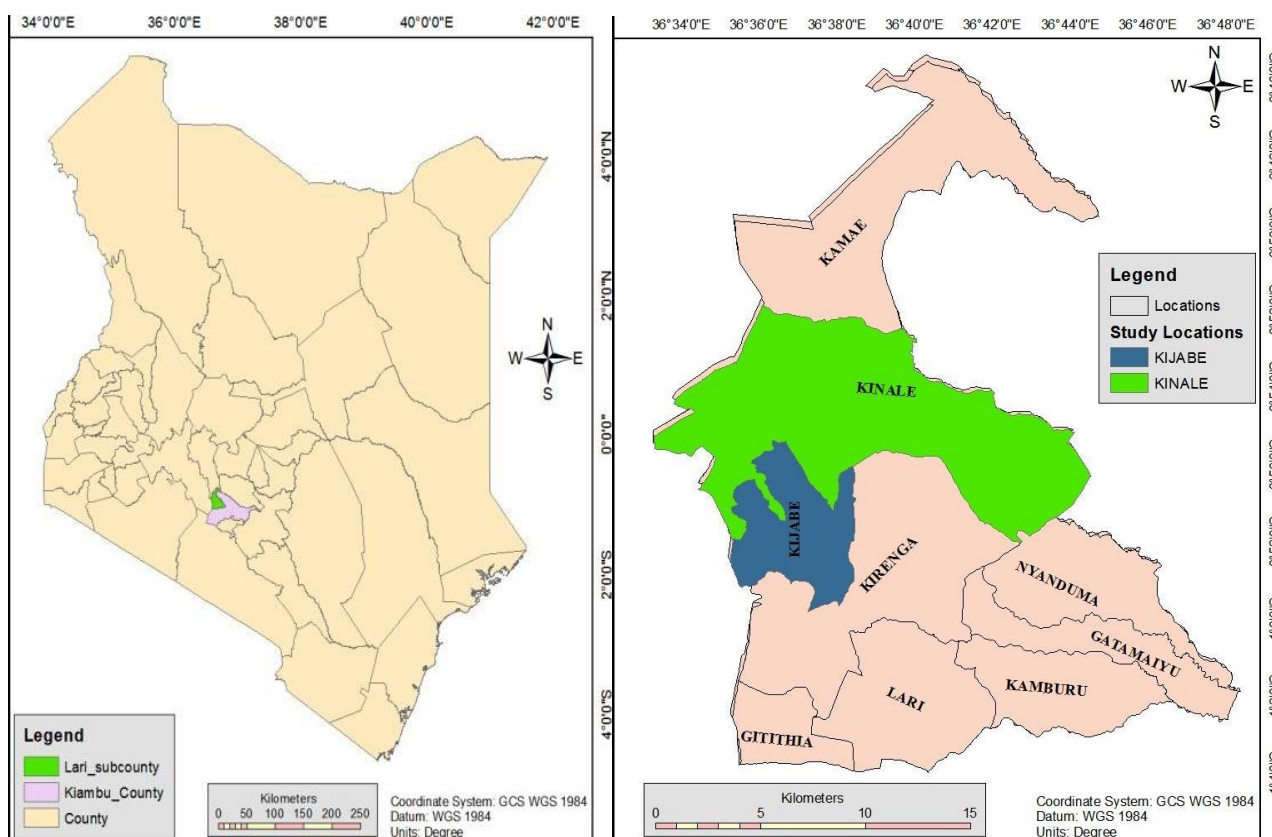 34°0'0"E 36°0'0"E 38°0'0"E 40°0'0"E 42°0'0"E
4°0'0"N
2°0'0"N
0°0'0"
2°0'0"S
4°0'0"S
N
W E
S
Legend
Lari_subcounty
Kiambu_County
County
Kilometers
0 50 100 150 200 250
Coordinate System: GCS WGS 1984
Datum: WGS 1984
Units: Degree
36°34'0"E 36°36'0"E 36°38'0"E 36°40'0"E 36°42'0"E 36°44'0"E 36°46'0"E 36°48'0"E
N
W E
S
Legend
Locations
Study Locations
KIJABE
KINALE
KAMAE
KINALE
KIJABE
KIRENGA
NYANDUMA
GATAMAIYU
KAMBURU
LARI
GITITHIA
Kilometers
0 5 10 15
Coordinate System: GCS WGS 1984
Datum: WGS 1984
Units: Degree